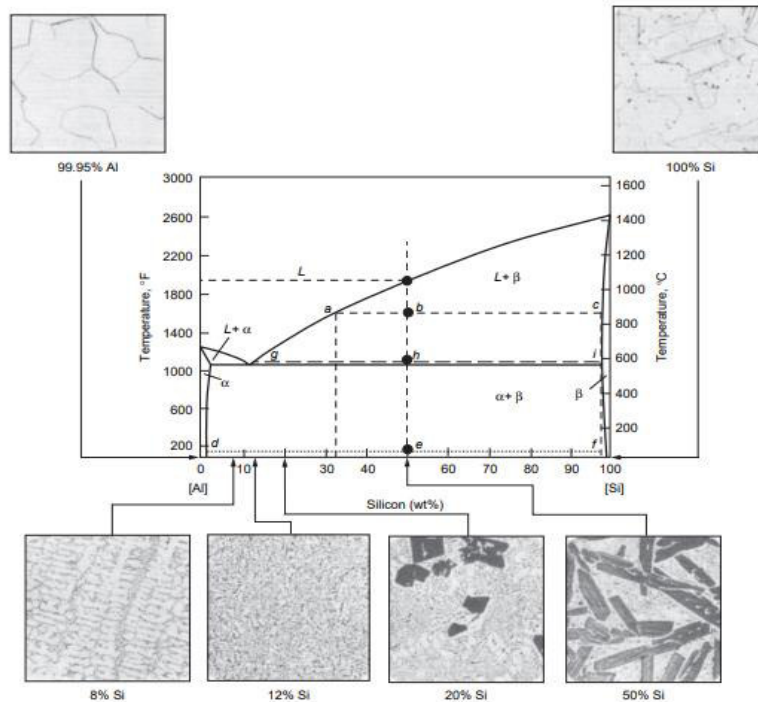 99.95% Al
100% Si
Temperature, °F
3000
2600
2200
1800
1400
1000
600
200
1600
1400
1200
1000
800
600
400
200
Temperature, °C
L
L + β
a
b
c
L + α
g
h
i
α
α + β
β
d
e
f
0
10
20
30
40
50
60
70
80
90
100
[Al]
Silicon (wt%)
[Si]
8% Si
12% Si
20% Si
50% Si